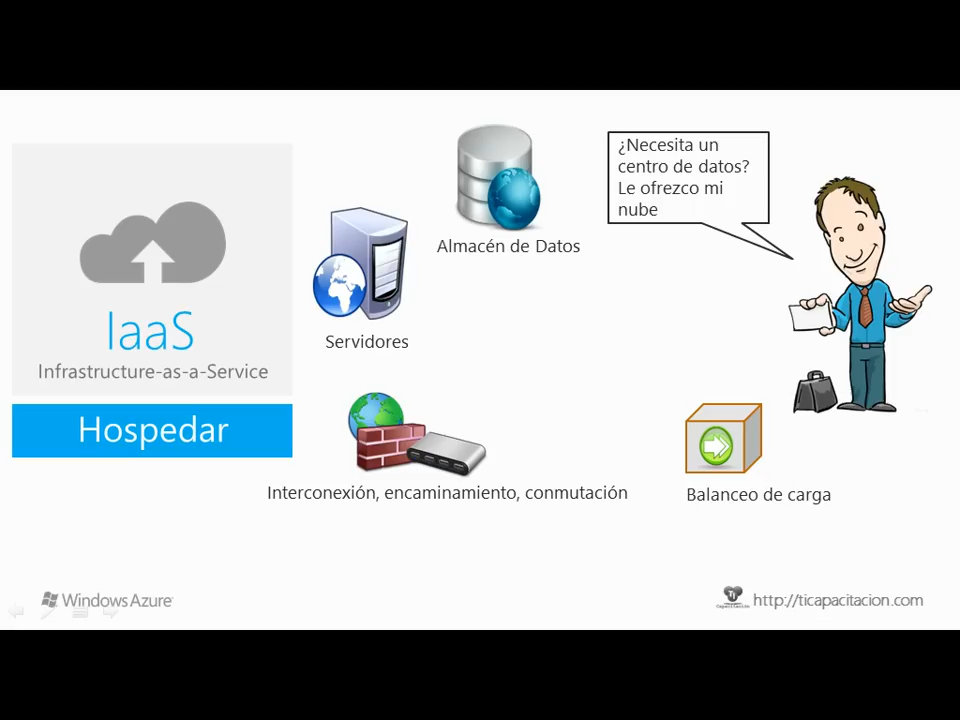 ¿Necesita un
centro de datos?
Le ofrezco mi
nube
Almacén de Datos
Servidores
IaaS
Infrastructure-as-a-Service
Hospedar
Interconexión, encaminamiento, conmutación
Balanceo de carga
Windows Azure
http://ticapacitacion.com